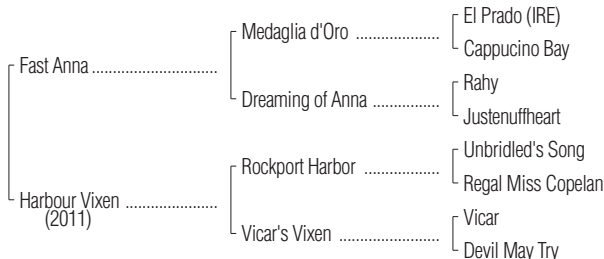 El Prado (IRE)
Medaglia d'Oro ..................
Cappucino Bay
Fast Anna ...........................
Rahy
Dreaming of Anna ................
Justenuffheart
Unbridled's Song
Rockport Harbor ..................
Regal Miss Copelan
Harbour Vixen ....................
(2011)
Vicar
Vicar's Vixen ........................
Devil May Try